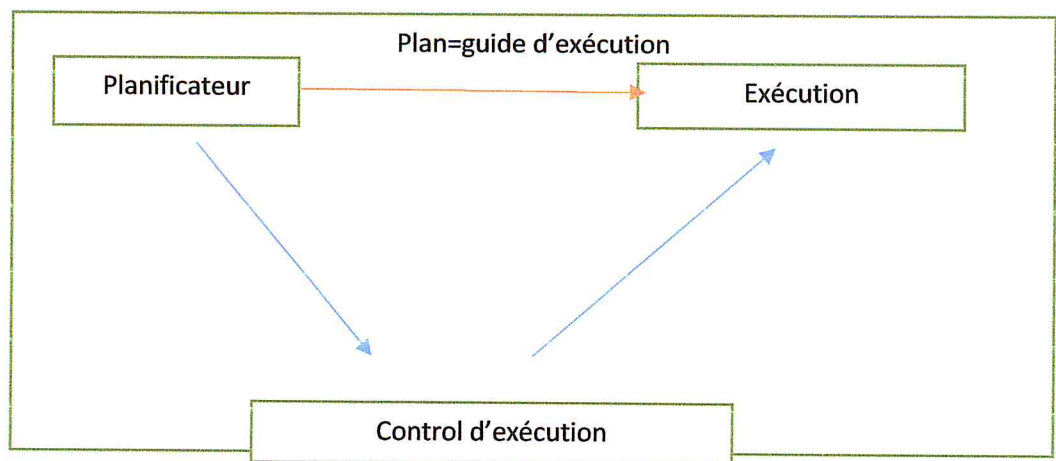 Plan=guide d'exécution
Planificateur
Exécution
Control d'exécution